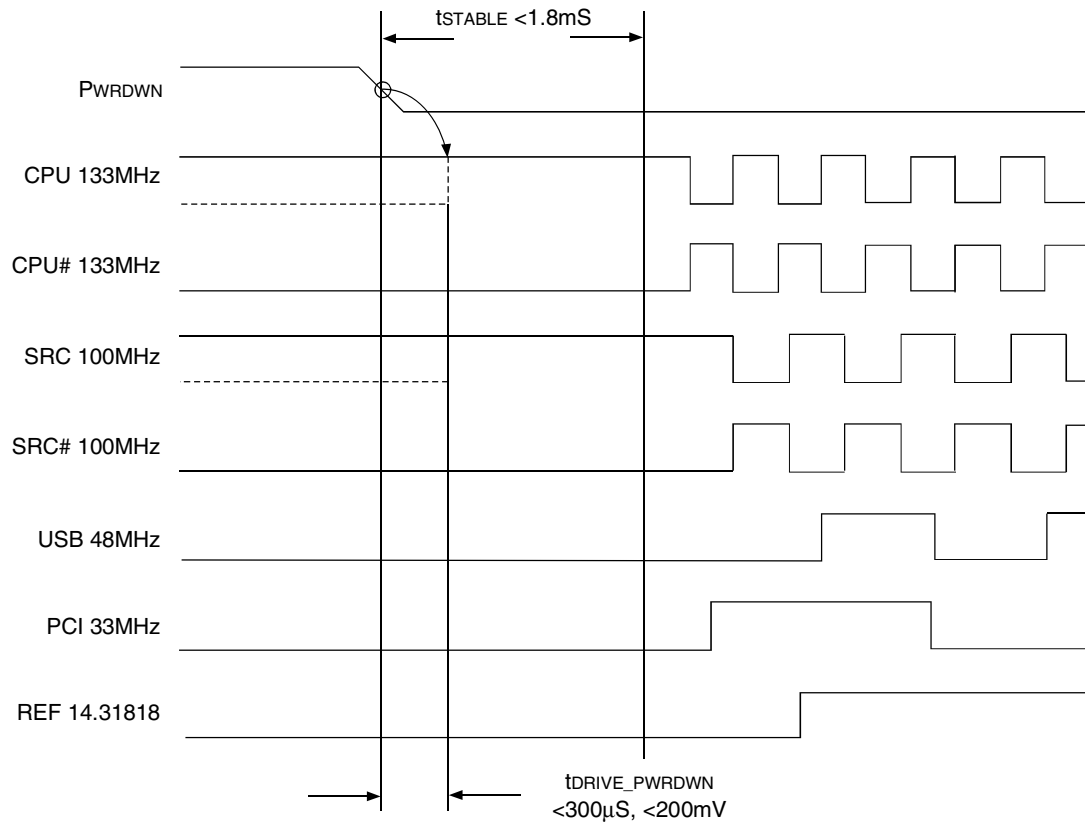 tSTABLE <1.8mS
PWRDWN
CPU 133MHz
CPU# 133MHz
SRC 100MHz
SRC# 100MHz
USB 48MHz
PCI 33MHz
REF 14.31818
tDRIVE_PWRDWN
<300µS, <200mV